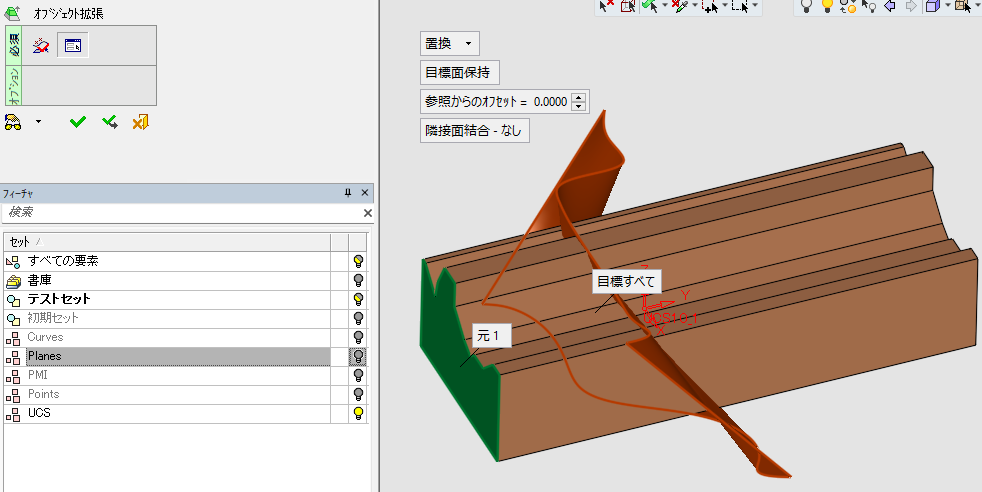 オブジェクト拡張
必須
オプション
フィーチャ
検索
セット
すべての要素
書庫
テストセット
初期セット
Curves
Planes
PMI
Points
UCS
置換
目標面保持
参照からのオフセット = 0.0000
隣接面結合 - なし
目標すべて
元 1
Y
X